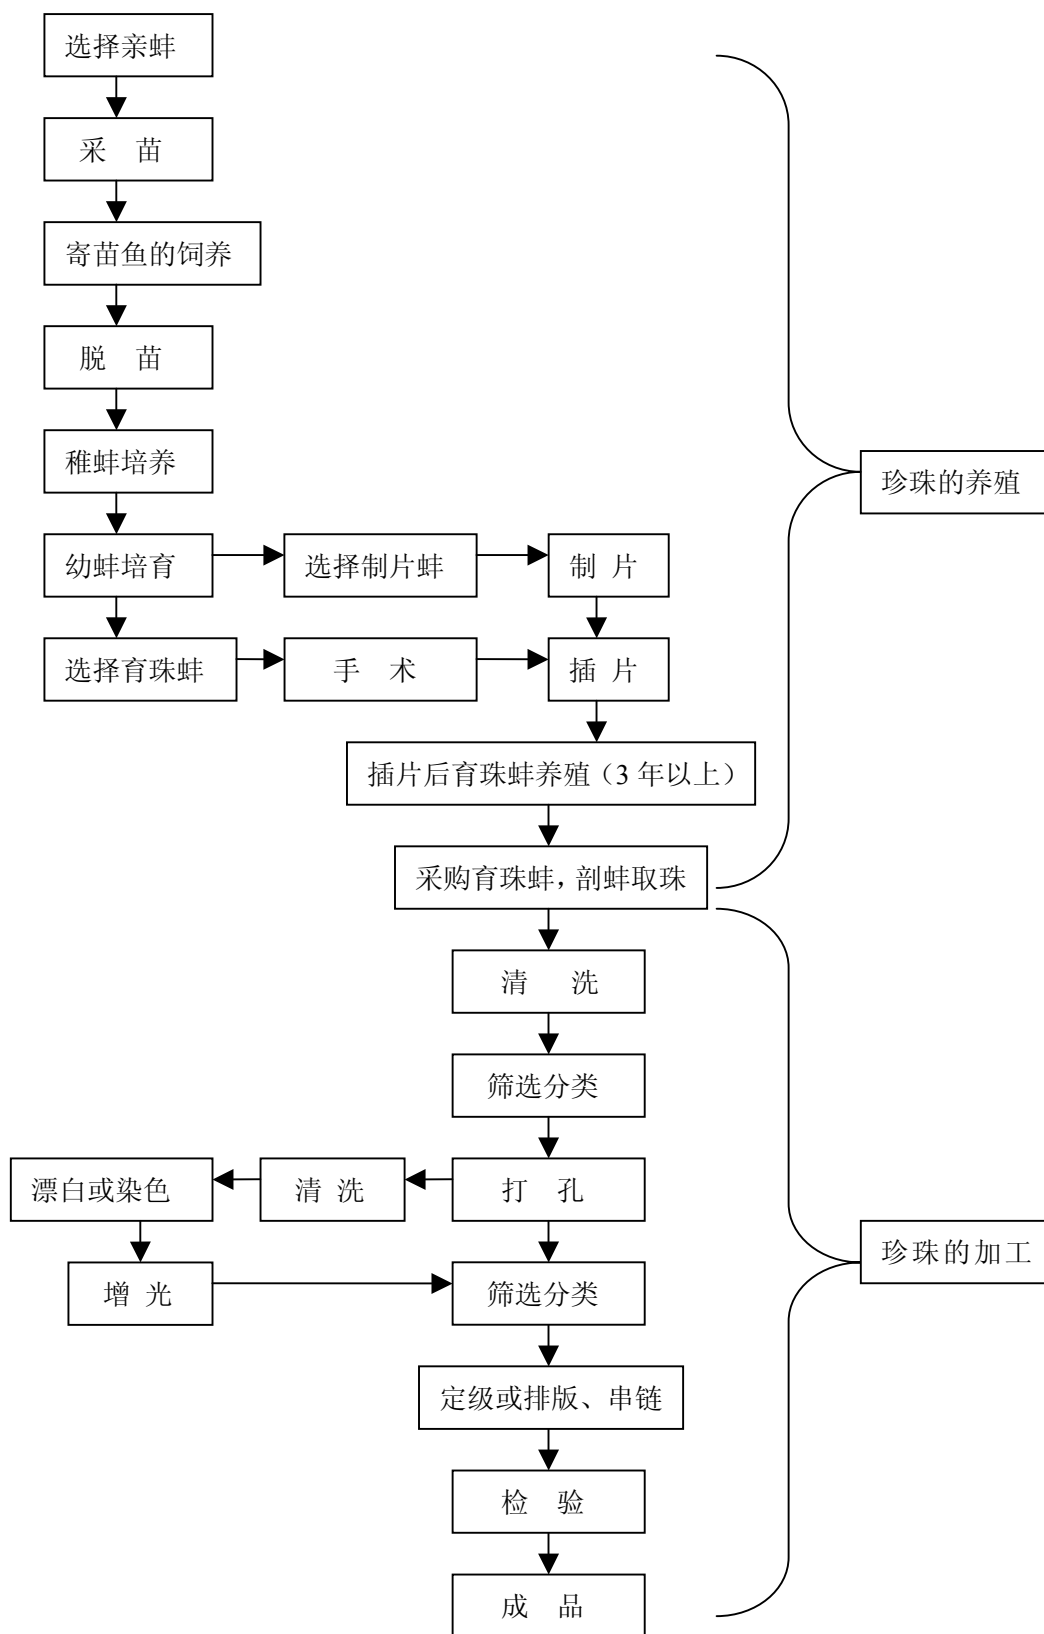 选择亲蚌
采 苗
寄苗鱼的饲养
脱 苗
稚蚌培养
珍珠的养殖
幼蚌培育
选择制片蚌
制 片
选择育珠蚌
手 术
插 片
插片后育珠蚌养殖（3 年以上）
采购育珠蚌，剖蚌取珠
清 洗
筛选分类
漂白或染色
清 洗
打 孔
珍珠的加工
增 光
筛选分类
定级或排版、串链
检 验
成 品